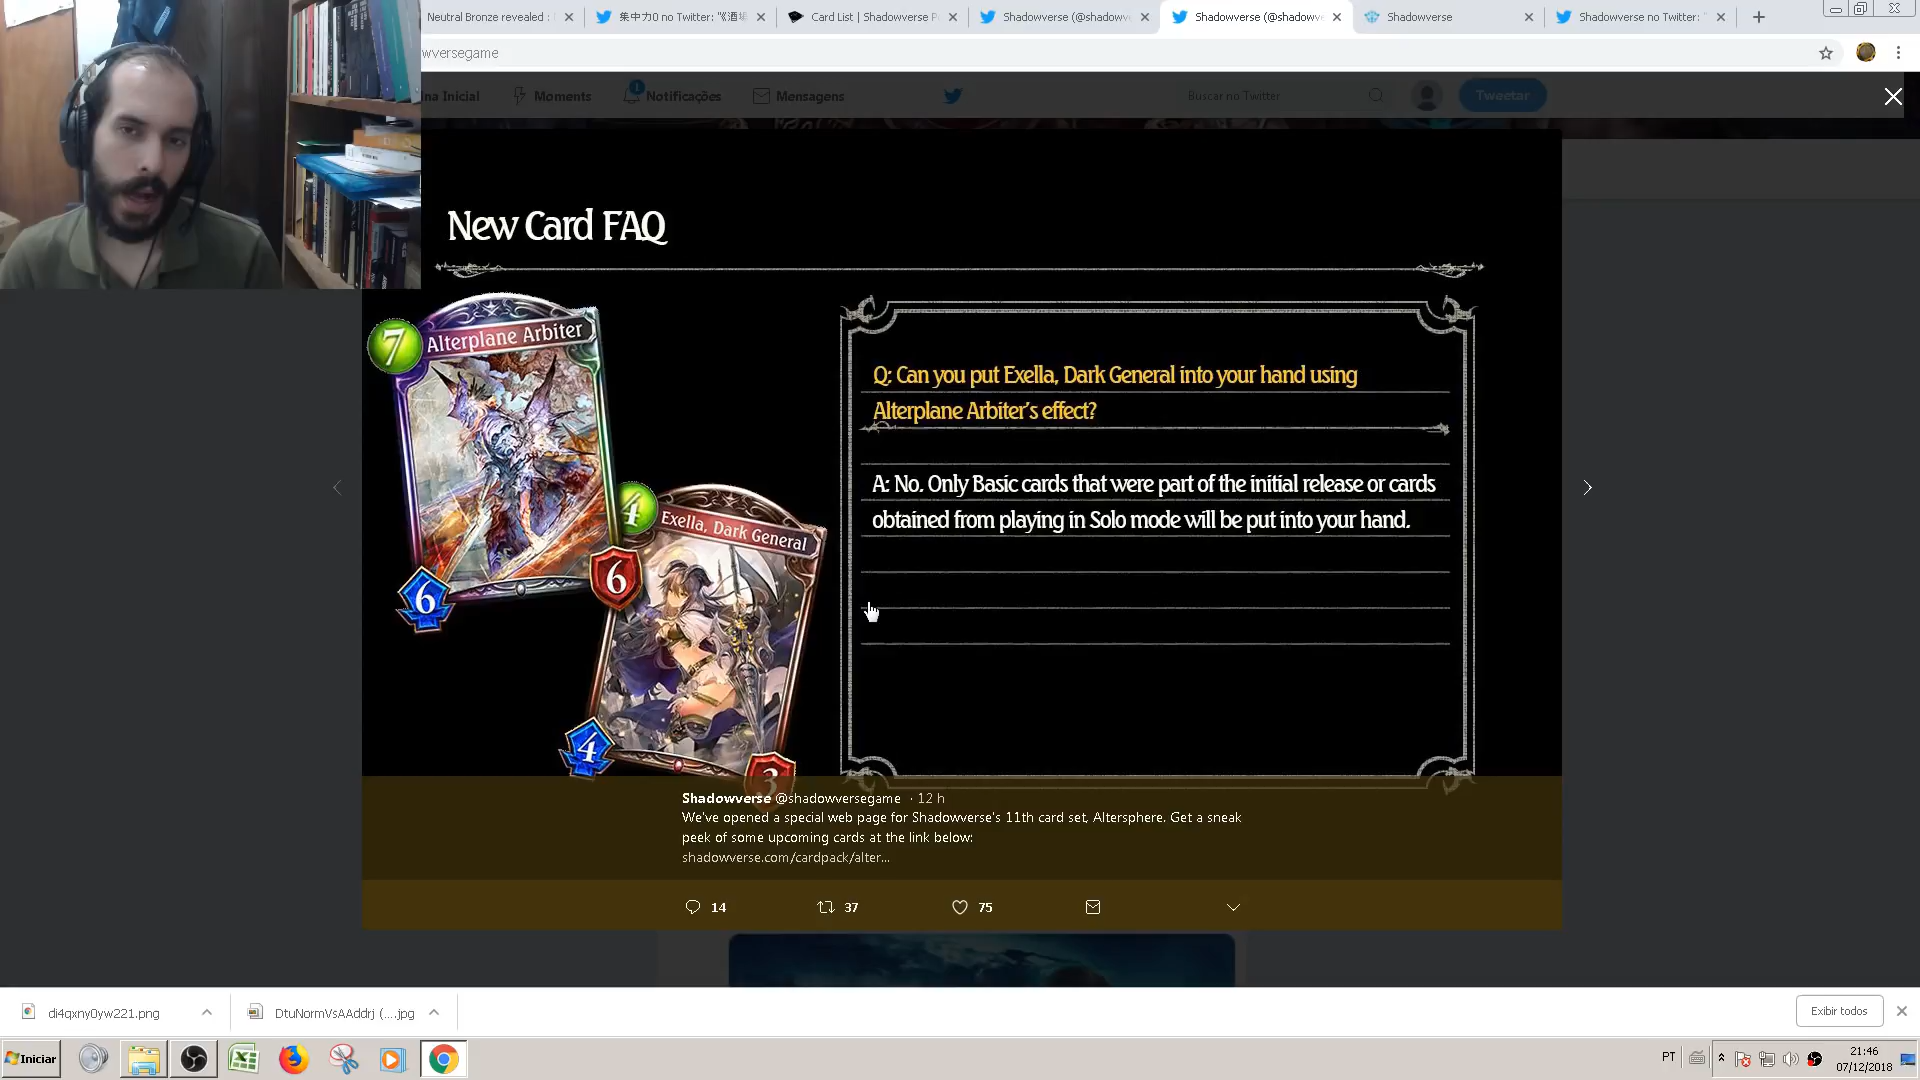 Neutral Bronze revealed :
集中力0 no Twitter: "《酒場
Card List | Shadowverse P
Shadowverse (@shadowv
Shadowverse (@shadowv
Shadowverse
Shadowverse no Twitter: "
wversegame
ina Inicial
Moments
1
Notificações
Mensagens
Buscar no Twitter
Tweetar
New Card FAQ
7
Alterplane Arbiter
6
6
4
Exella, Dark General
4
3
Q: Can you put Exella, Dark General into your hand using
Alterplane Arbiter's effect?
A: No. Only Basic cards that were part of the initial release or cards
obtained from playing in Solo mode will be put into your hand.
Shadowverse @shadowversegame · 12 h
We've opened a special web page for Shadowverse's 11th card set, Altersphere. Get a sneak
peek of some upcoming cards at the link below:
shadowverse.com/cardpack/alter...
14
37
75
di4qxny0yw221.png
DtuNormVsAAddrj (....jpg
Exibir todos
Iniciar
PT
21:46
07/12/2018